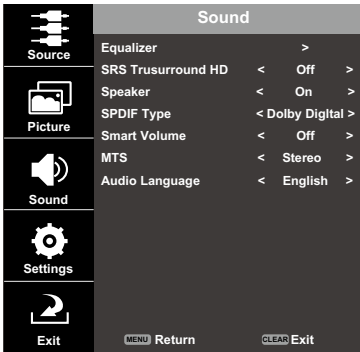 Sound
Source
Picture
Sound
Settings
Exit
Equalizer >
SRS Trusurround HD < Off >
Speaker < On >
SPDIF Type < Dolby Digltal >
Smart Volume < Off >
MTS < Stereo >
Audio Language < English >
MENU Return CLEAR Exit